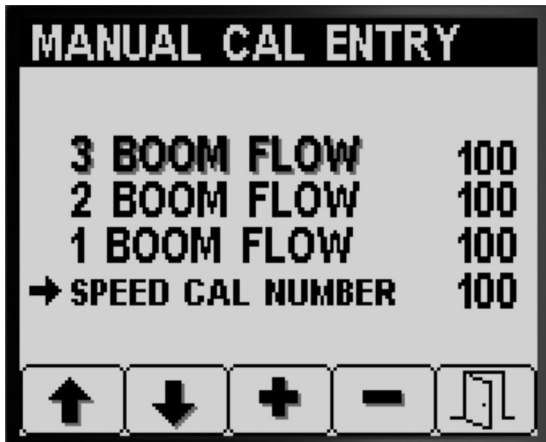 MANUAL CAL ENTRY
3 BOOM FLOW 100
2 BOOM FLOW 100
1 BOOM FLOW 100
SPEED CAL NUMBER 100